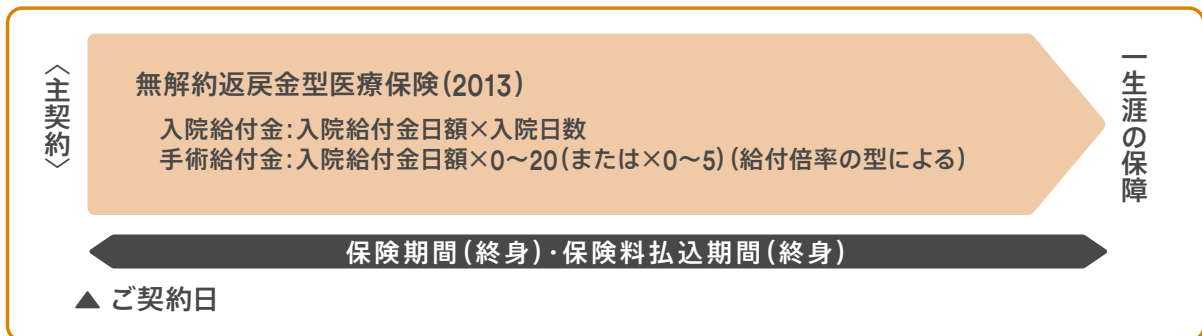 〈主契約〉
無解約返戻金型医療保険(2013)
入院給付金:入院給付金日額×入院日数
手術給付金:入院給付金日額×0〜20(または×0〜5)(給付倍率の型による)
一生涯の保障
保険期間(終身)・保険料払込期間(終身)
▲ ご契約日